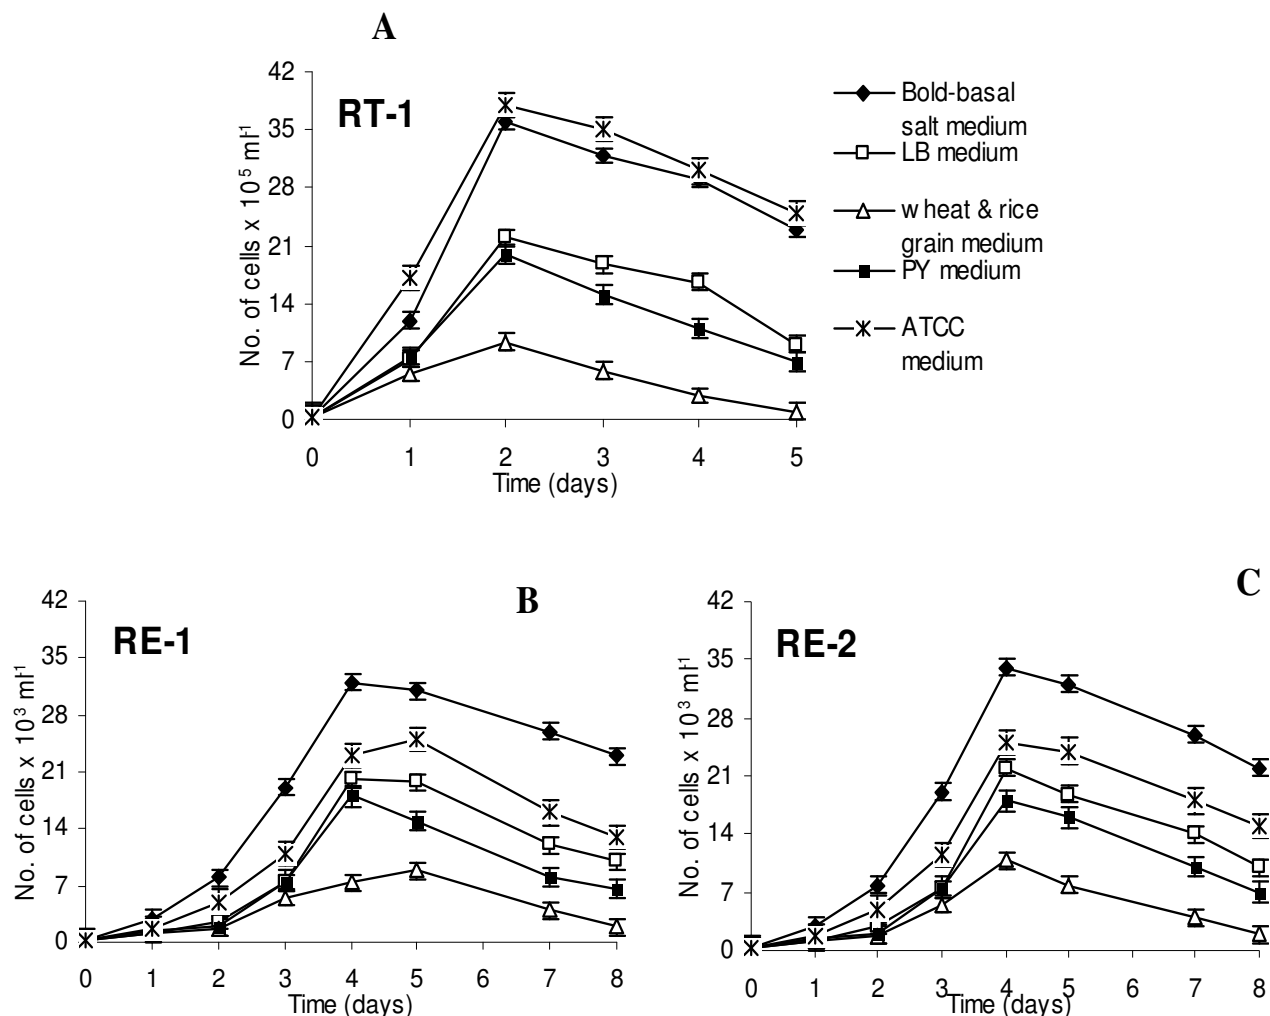 A
RT-1
No. of cells x 10⁵ ml⁻¹
42
35
28
21
14
7
0
0 1 2 3 4 5
Time (days)
Bold-basal
salt medium
LB medium
wheat & rice
grain medium
PY medium
ATCC
medium
B
RE-1
No. of cells x 10³ ml⁻¹
42
35
28
21
14
7
0
0 1 2 3 4 5 6 7 8
Time (days)
C
RE-2
No. of cells x 10³ ml⁻¹
42
35
28
21
14
7
0
0 1 2 3 4 5 6 7 8
Time (days)